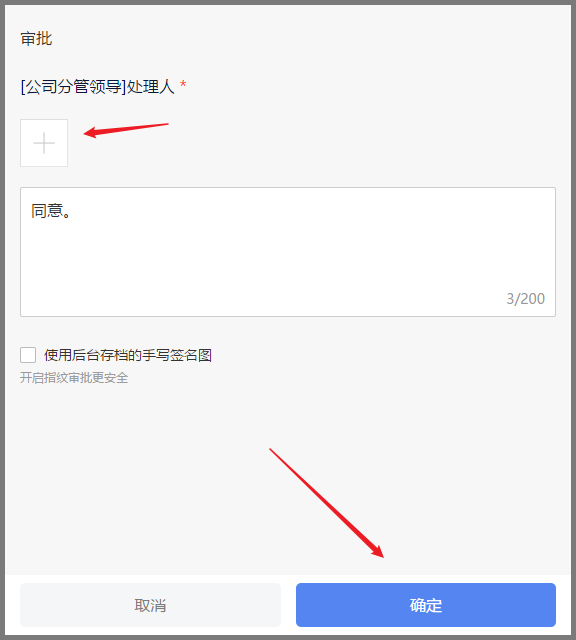 审批
[公司分管领导]处理人 *
同意。
3/200
使用后台存档的手写签名图
开启指纹审批更安全
取消
确定